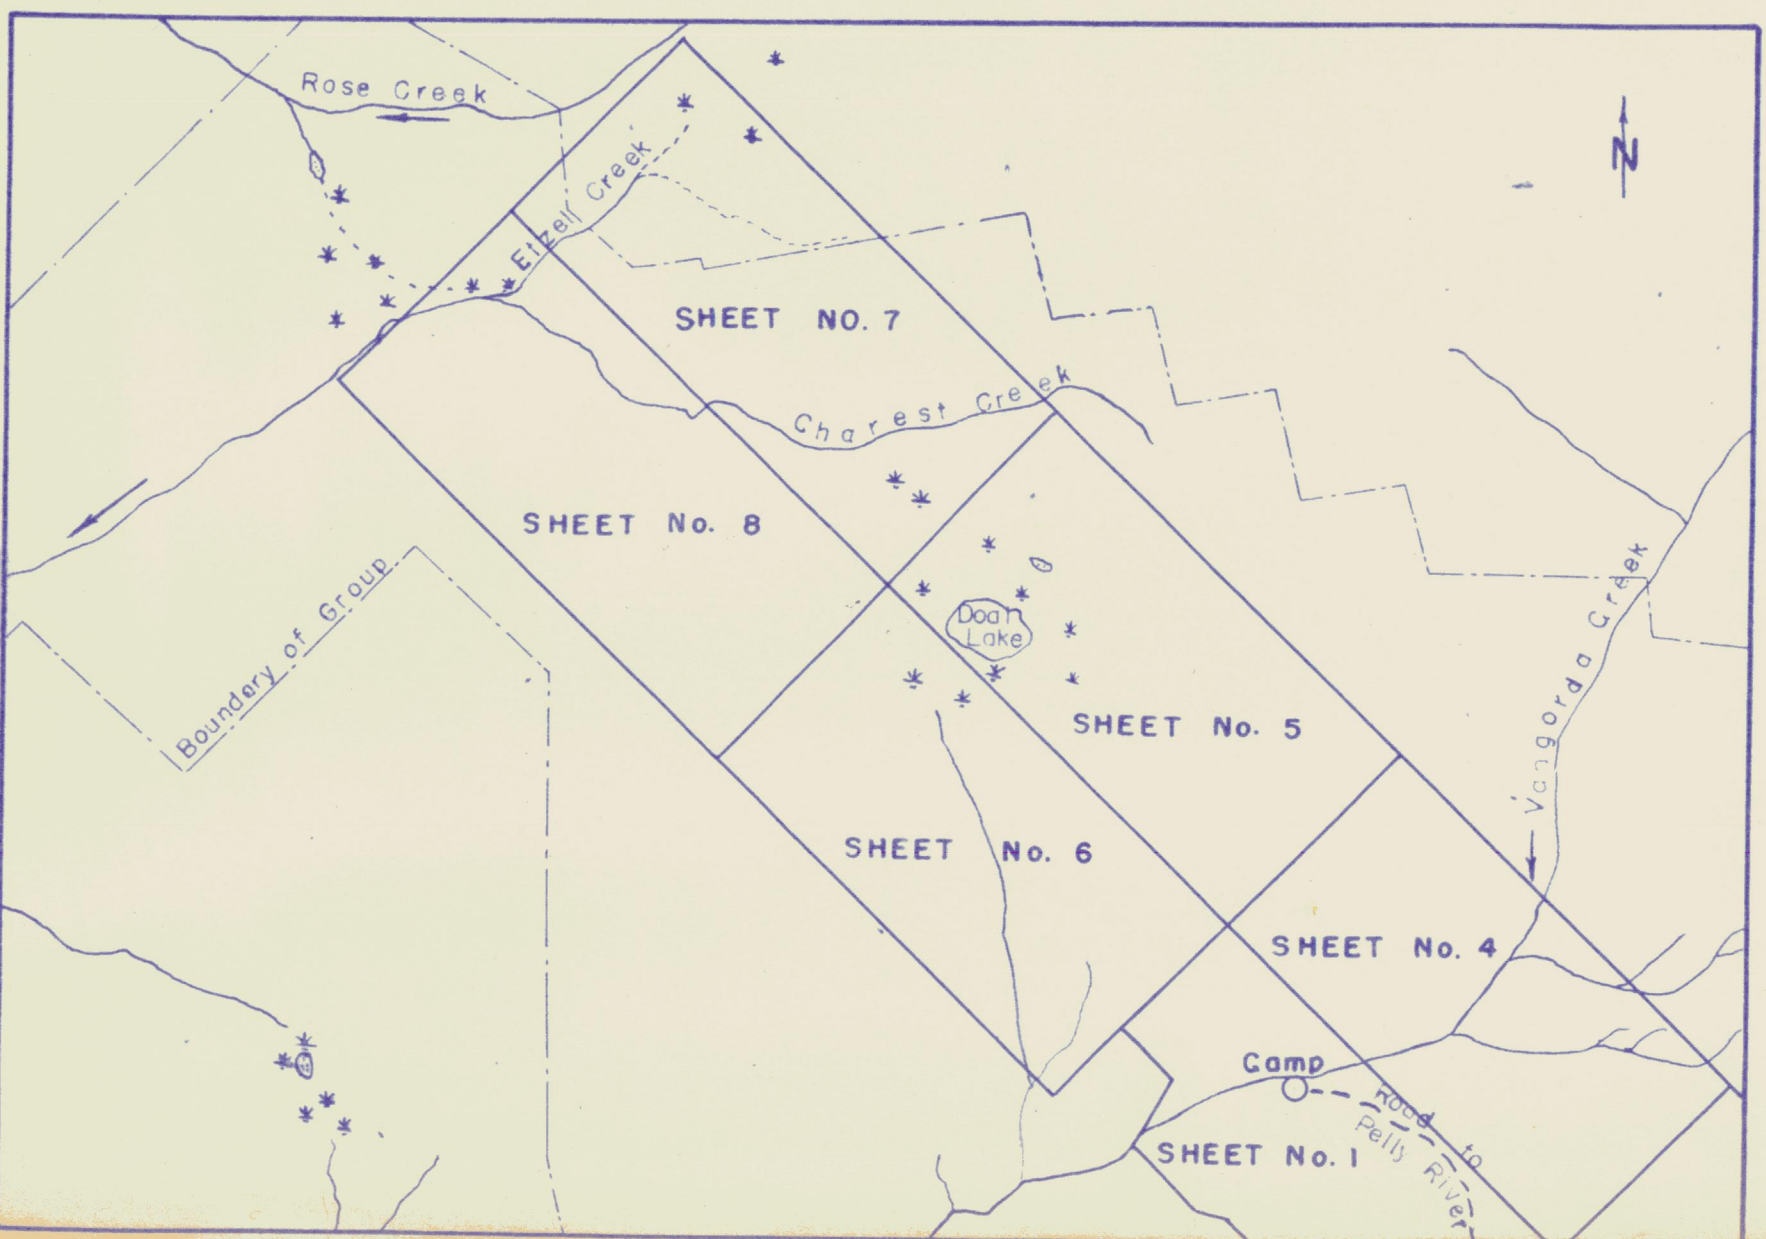 Rose Creek
N
Etzell Creek
SHEET NO. 7
Charest Creek
SHEET No. 8
Boundary of Group
Doan
Lake
Vangorda Creek
SHEET No. 5
SHEET No. 6
SHEET No. 4
Camp
Road to
Pelly River
SHEET No. 1